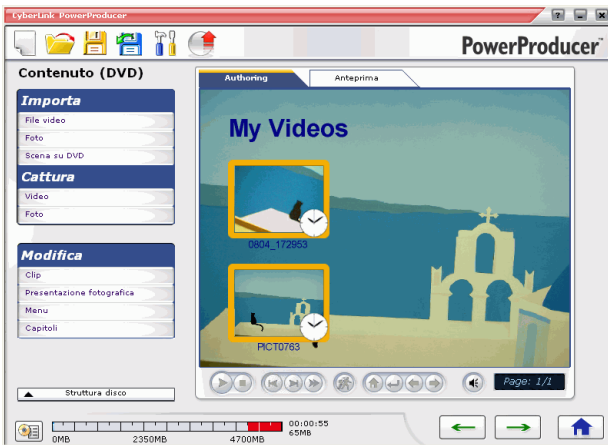 CyberLink PowerProducer
PowerProducer
Contenuto (DVD)
Authoring
Anteprima
Importa
File video
Foto
Scena su DVD
Cattura
Video
Foto
Modifica
Clip
Presentazione fotografica
Menu
Capitoli
Struttura disco
My Videos
0804_172953
PICT0763
Page: 1/1
00:00:55
65MB
0MB
2350MB
4700MB